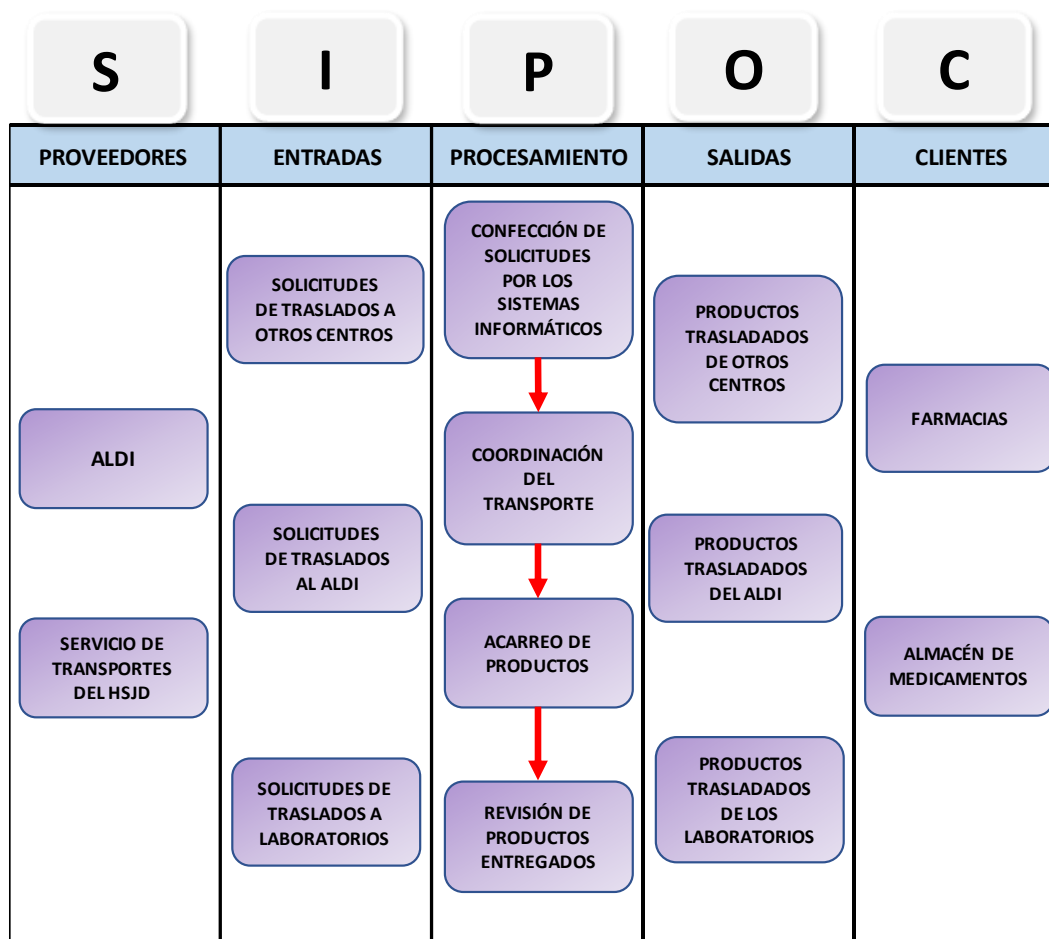 S
I
P
O
C
PROVEEDORES
ENTRADAS
PROCESAMIENTO
SALIDAS
CLIENTES
ALDI
SERVICIO DE
TRANSPORTES
DEL HSJD
SOLICITUDES
DE TRASLADOS A
OTROS CENTROS
SOLICITUDES
DE TRASLADOS
AL ALDI
SOLICITUDES DE
TRASLADOS A
LABORATORIOS
CONFECCIÓN DE
SOLICITUDES
POR LOS
SISTEMAS
INFORMÁTICOS
COORDINACIÓN
DEL
TRANSPORTE
ACARREO DE
PRODUCTOS
REVISIÓN DE
PRODUCTOS
ENTREGADOS
PRODUCTOS
TRASLADADOS
DE OTROS
CENTROS
PRODUCTOS
TRASLADADOS
DEL ALDI
PRODUCTOS
TRASLADADOS
DE LOS
LABORATORIOS
FARMACIAS
ALMACÉN DE
MEDICAMENTOS